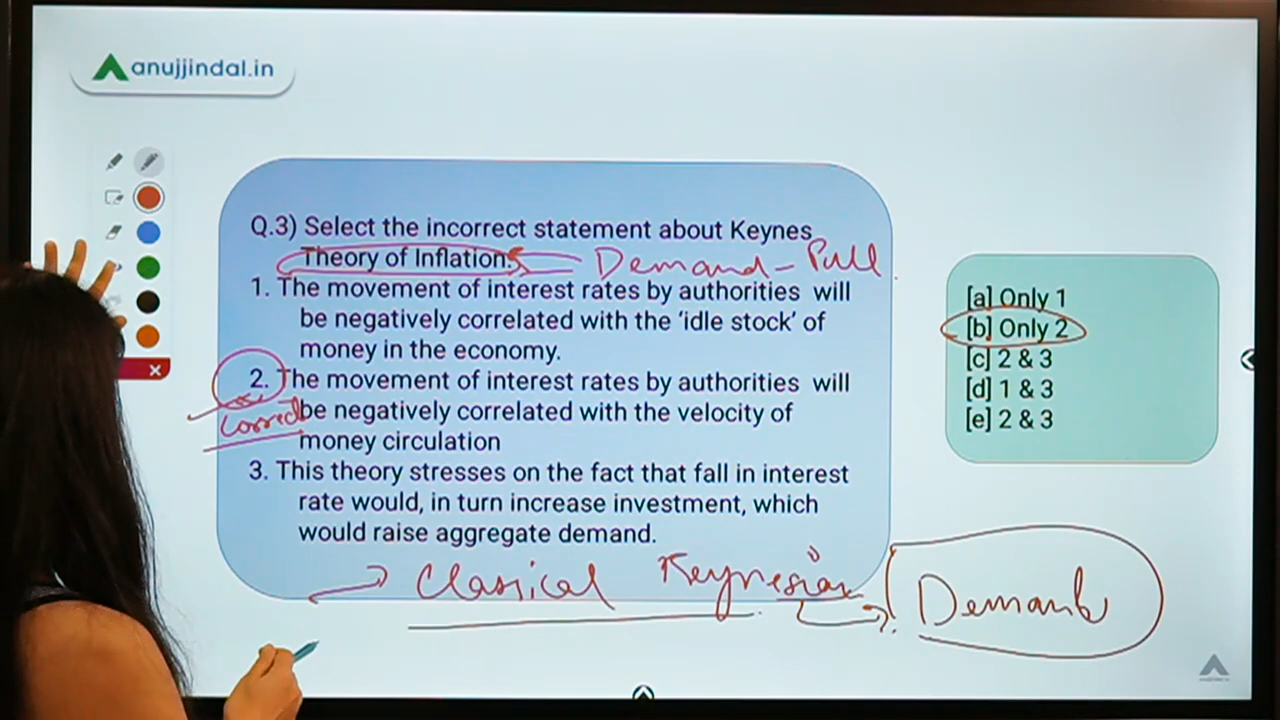 anujjindal.in
Q.3) Select the incorrect statement about Keynes
Theory of Inflation.
Demand-Pull
1. The movement of interest rates by authorities will
be negatively correlated with the ‘idle stock’ of
money in the economy.
2. The movement of interest rates by authorities will
Correct
be negatively correlated with the velocity of
money circulation
3. This theory stresses on the fact that fall in interest
rate would, in turn increase investment, which
would raise aggregate demand.
Clasical Keynesian
[a] Only 1
[b] Only 2
[c] 2 & 3
[d] 1 & 3
[e] 2 & 3
Demand